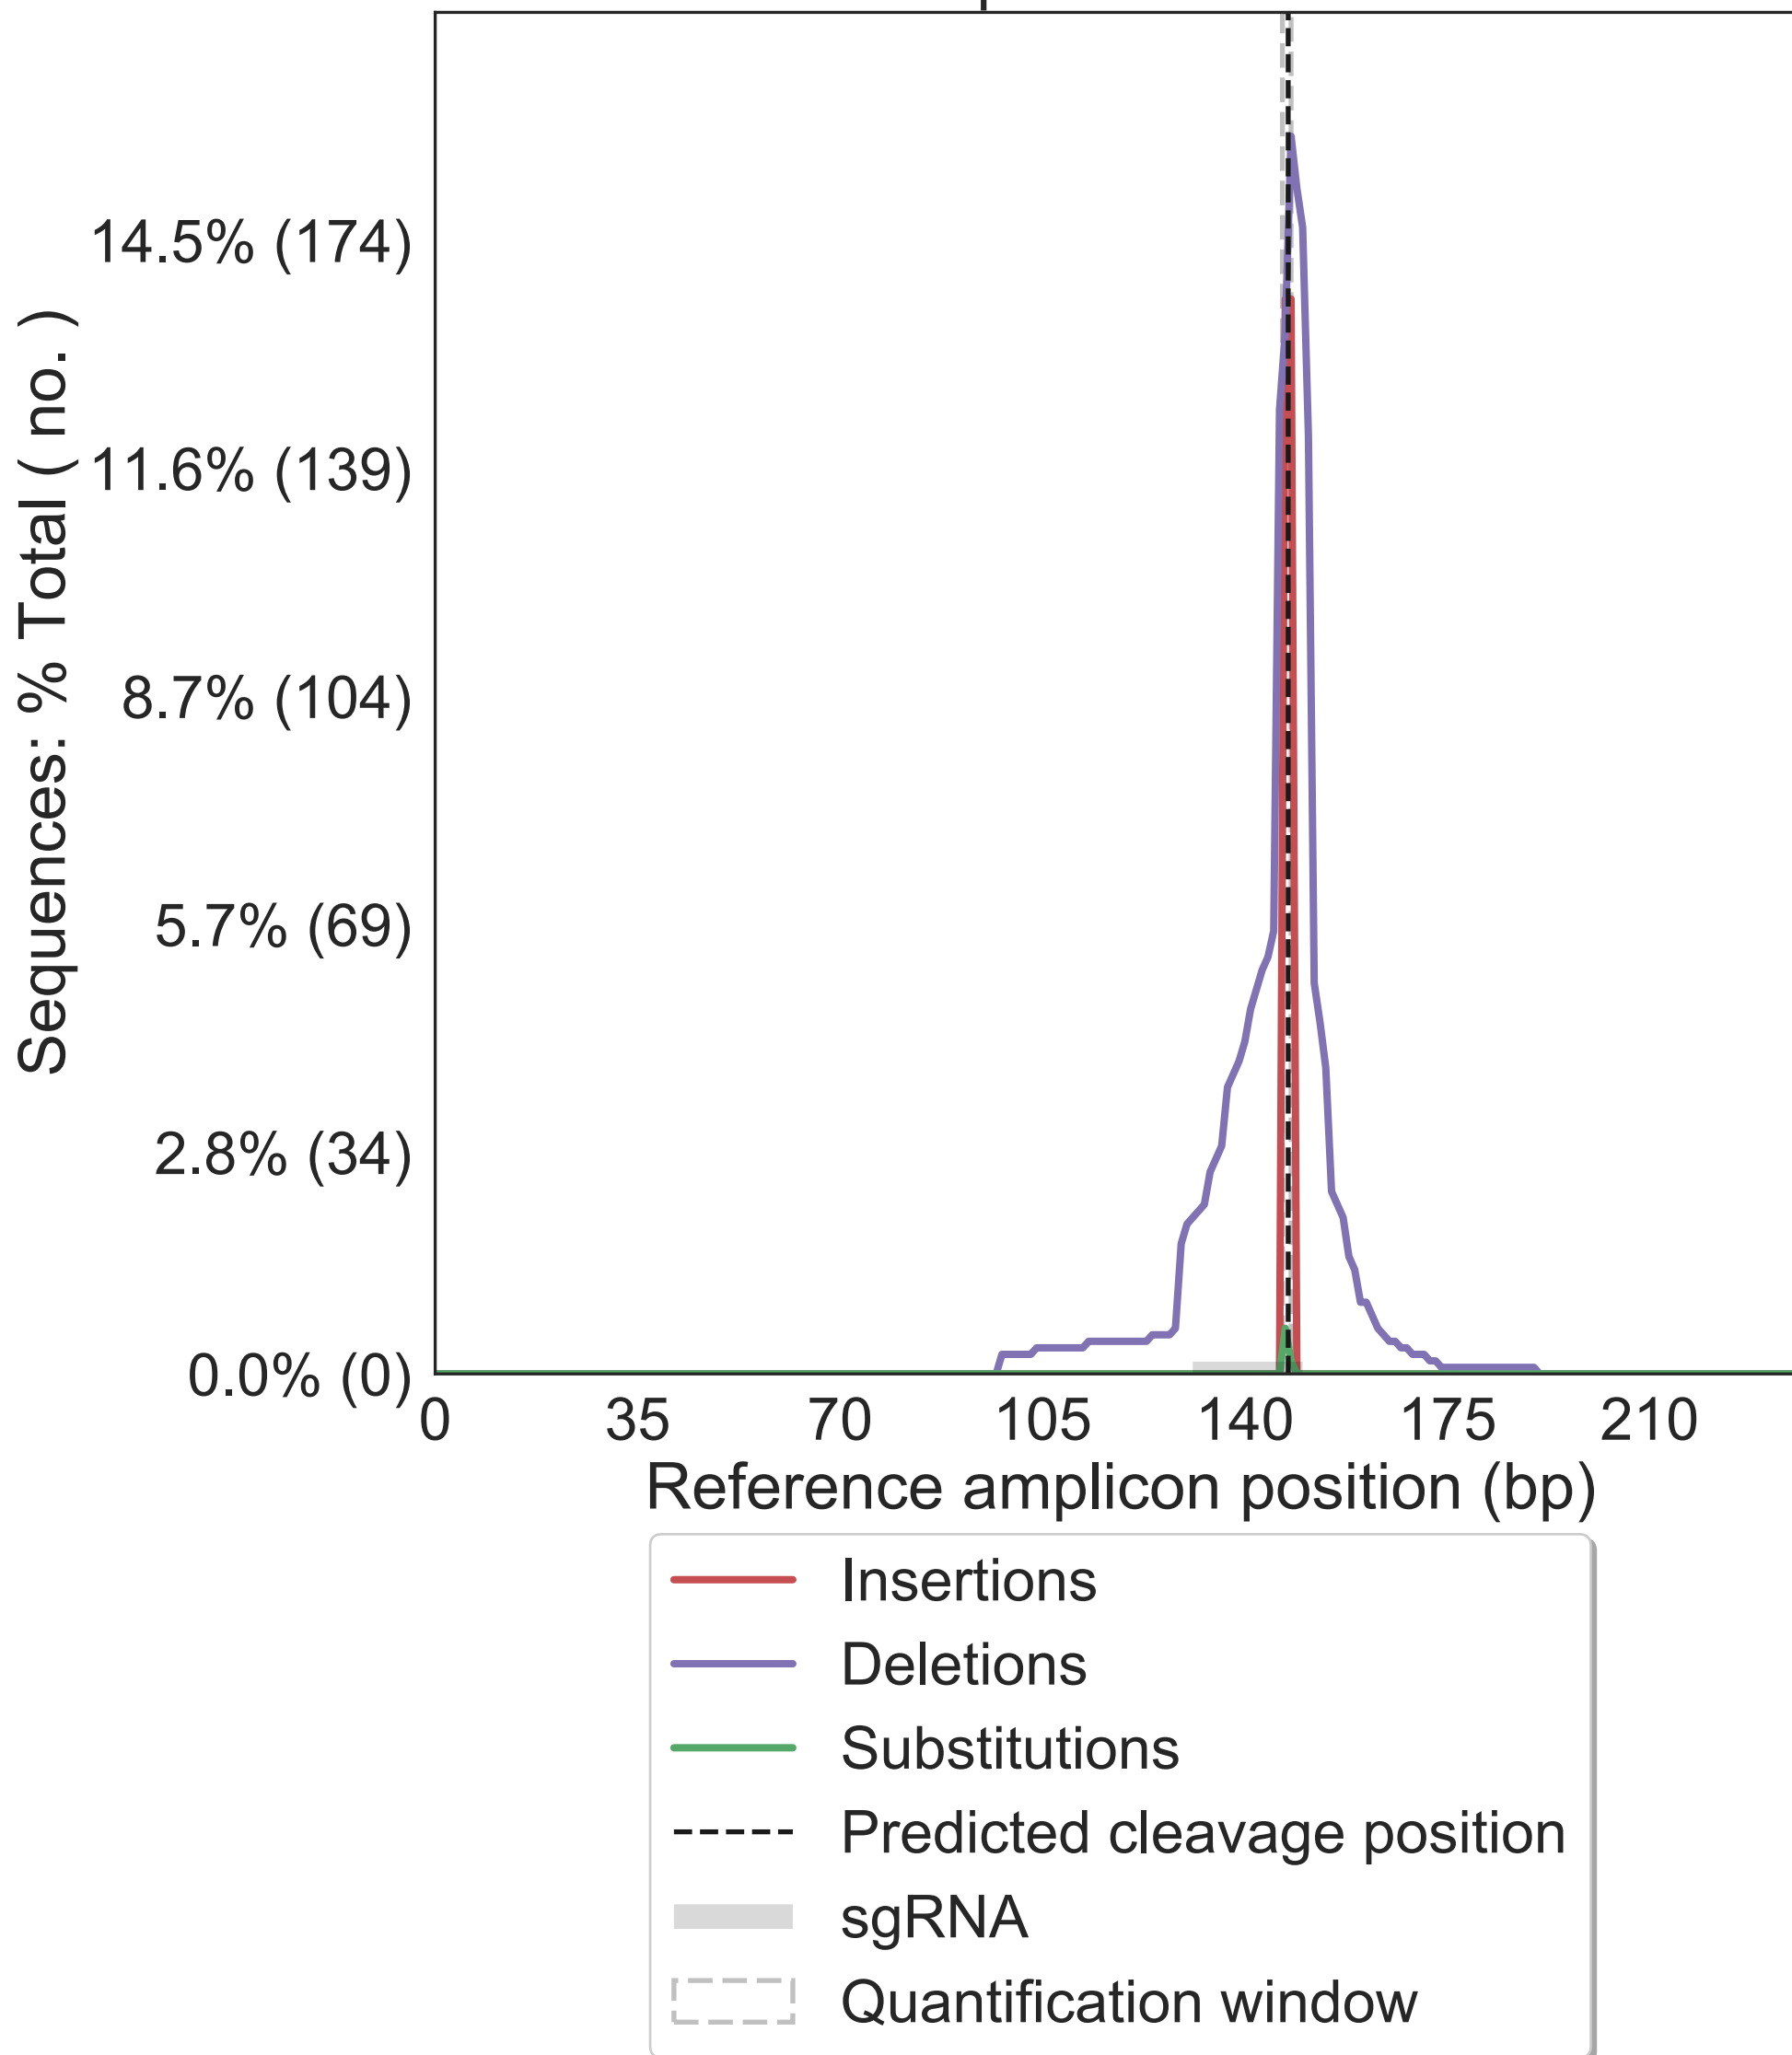 14.5% (174)
11.6% (139)
8.7% (104)
5.7% (69)
2.8% (34)
0.0% (0)
Sequences: % Total ( no. )
0 35 70 105 140 175 210
Reference amplicon position (bp)
Insertions
Deletions
Substitutions
Predicted cleavage position
sgRNA
Quantification window